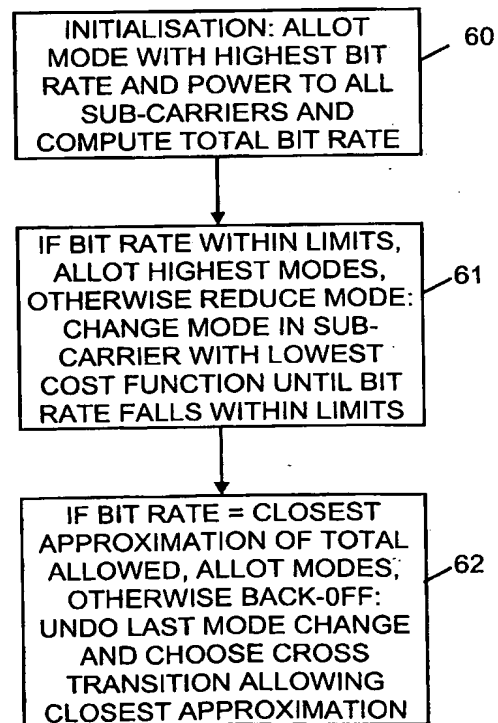 INITIALISATION: ALLOT
MODE WITH HIGHEST BIT
RATE AND POWER TO ALL
SUB-CARRIERS AND
COMPUTE TOTAL BIT RATE
60
IF BIT RATE WITHIN LIMITS,
ALLOT HIGHEST MODES,
OTHERWISE REDUCE MODE:
CHANGE MODE IN SUB-
CARRIER WITH LOWEST
COST FUNCTION UNTIL BIT
RATE FALLS WITHIN LIMITS
61
IF BIT RATE = CLOSEST
APPROXIMATION OF TOTAL
ALLOWED, ALLOT MODES,
OTHERWISE BACK-0FF:
UNDO LAST MODE CHANGE
AND CHOOSE CROSS
TRANSITION ALLOWING
CLOSEST APPROXIMATION
62